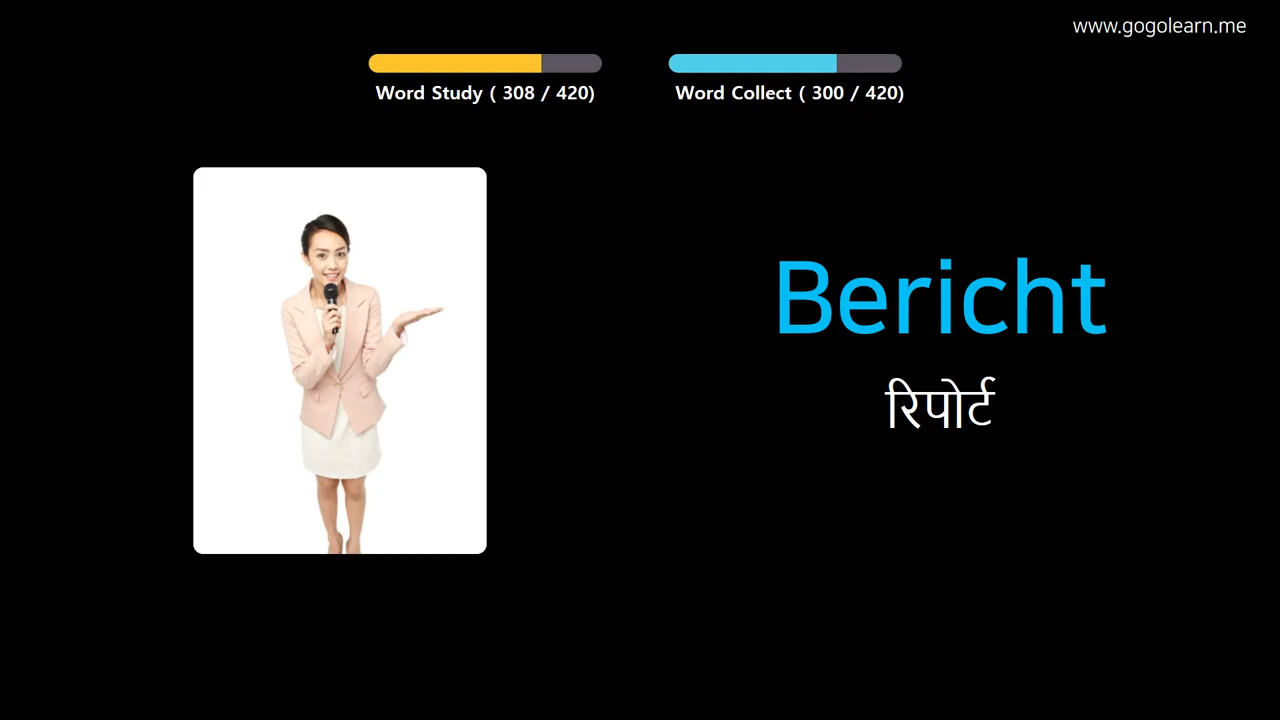 www.gogolearn.me
Word Study ( 308 / 420)
Word Collect ( 300 / 420)
Bericht
रिपोर्ट